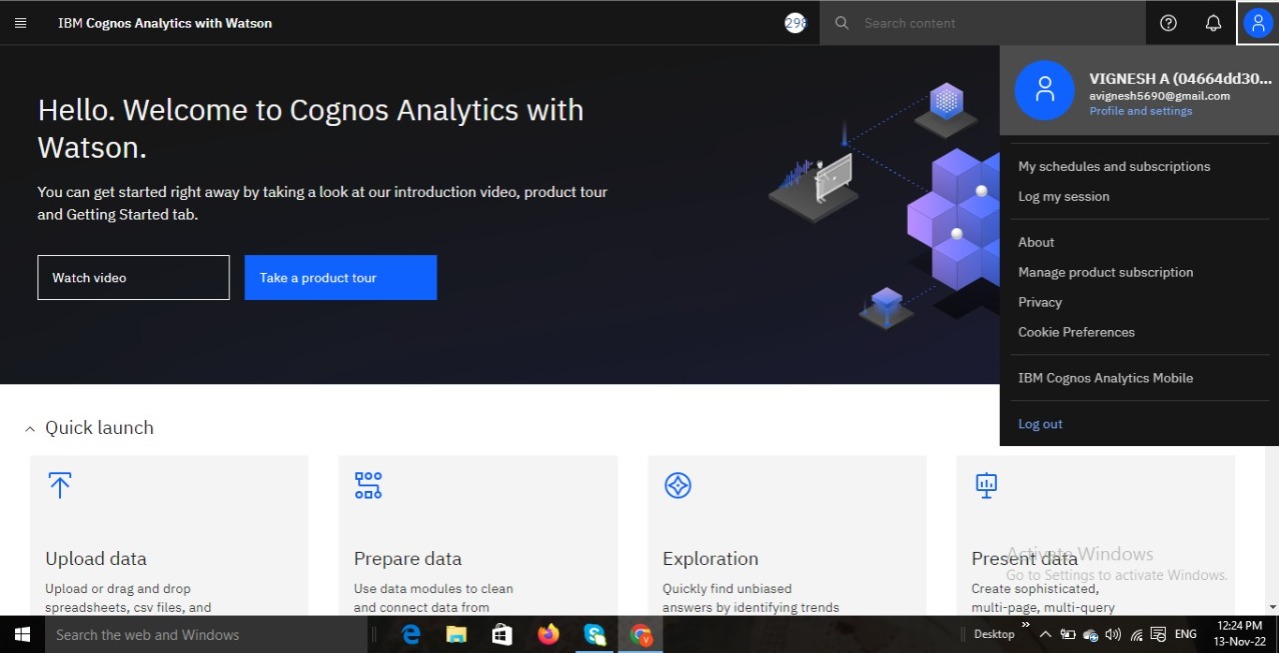 IBM Cognos Analytics with Watson
298
Search content
Hello. Welcome to Cognos Analytics with
Watson.
You can get started right away by taking a look at our introduction video, product tour
and Getting Started tab.
Watch video
Take a product tour
VIGNESH A (04664dd30...
avignesh5690@gmail.com
Profile and settings
My schedules and subscriptions
Log my session
About
Manage product subscription
Privacy
Cookie Preferences
IBM Cognos Analytics Mobile
Log out
Quick launch
Upload data
Upload or drag and drop
spreadsheets, csv files, and
Prepare data
Use data modules to clean
and connect data from
Exploration
Quickly find unbiased
answers by identifying trends
Present data
Create sophisticated,
multi-page, multi-query
Activate Windows
Go to Settings to activate Windows.
Search the web and Windows
Desktop
ENG
12:24 PM
13-Nov-22